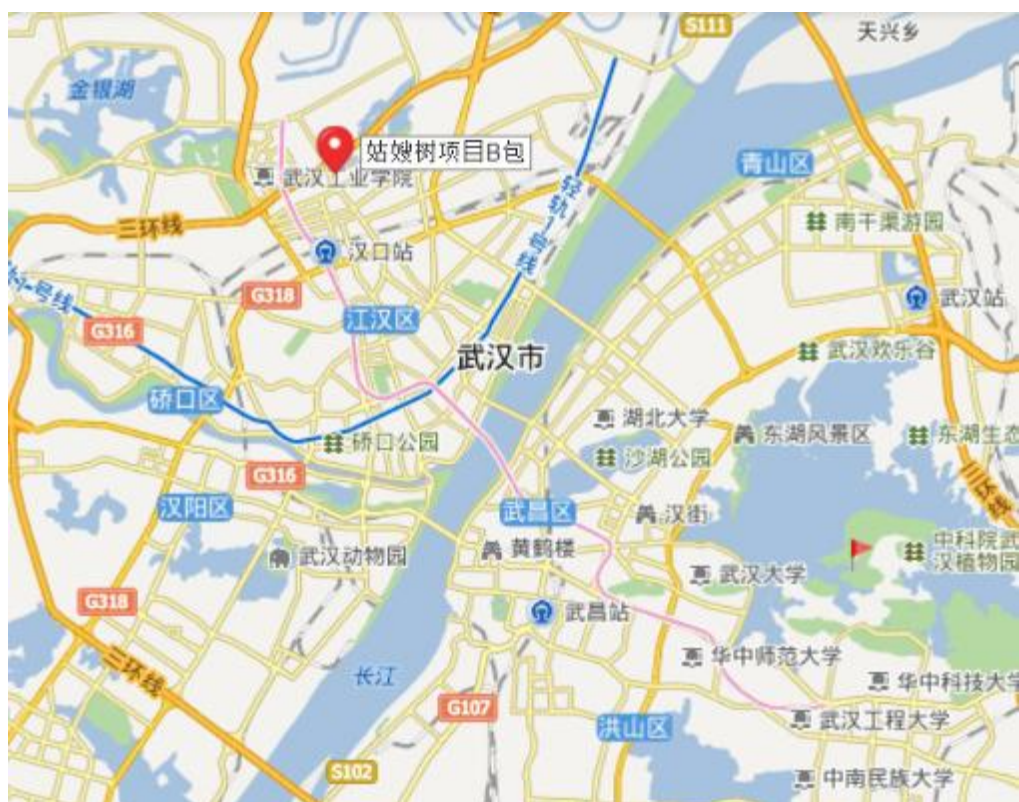 S111
天兴乡
金银湖
姑嫂树项目B包
武汉工业学院
青山区
轻轨1号线
三环线
南干渠游园
汉口站
武汉站
G318
1号线
G316
江汉区
武汉市
武汉欢乐谷
硚口区
湖北大学
东湖风景区
东湖生态
硚口公园
沙湖公园
G316
三环线
汉阳区
武昌区
汉街
黄鹤楼
中科院武
汉植物园
武汉动物园
武汉大学
G318
武昌站
三环线
华中师范大学
长江
华中科技大学
G107
武汉工程大学
洪山区
S102
中南民族大学